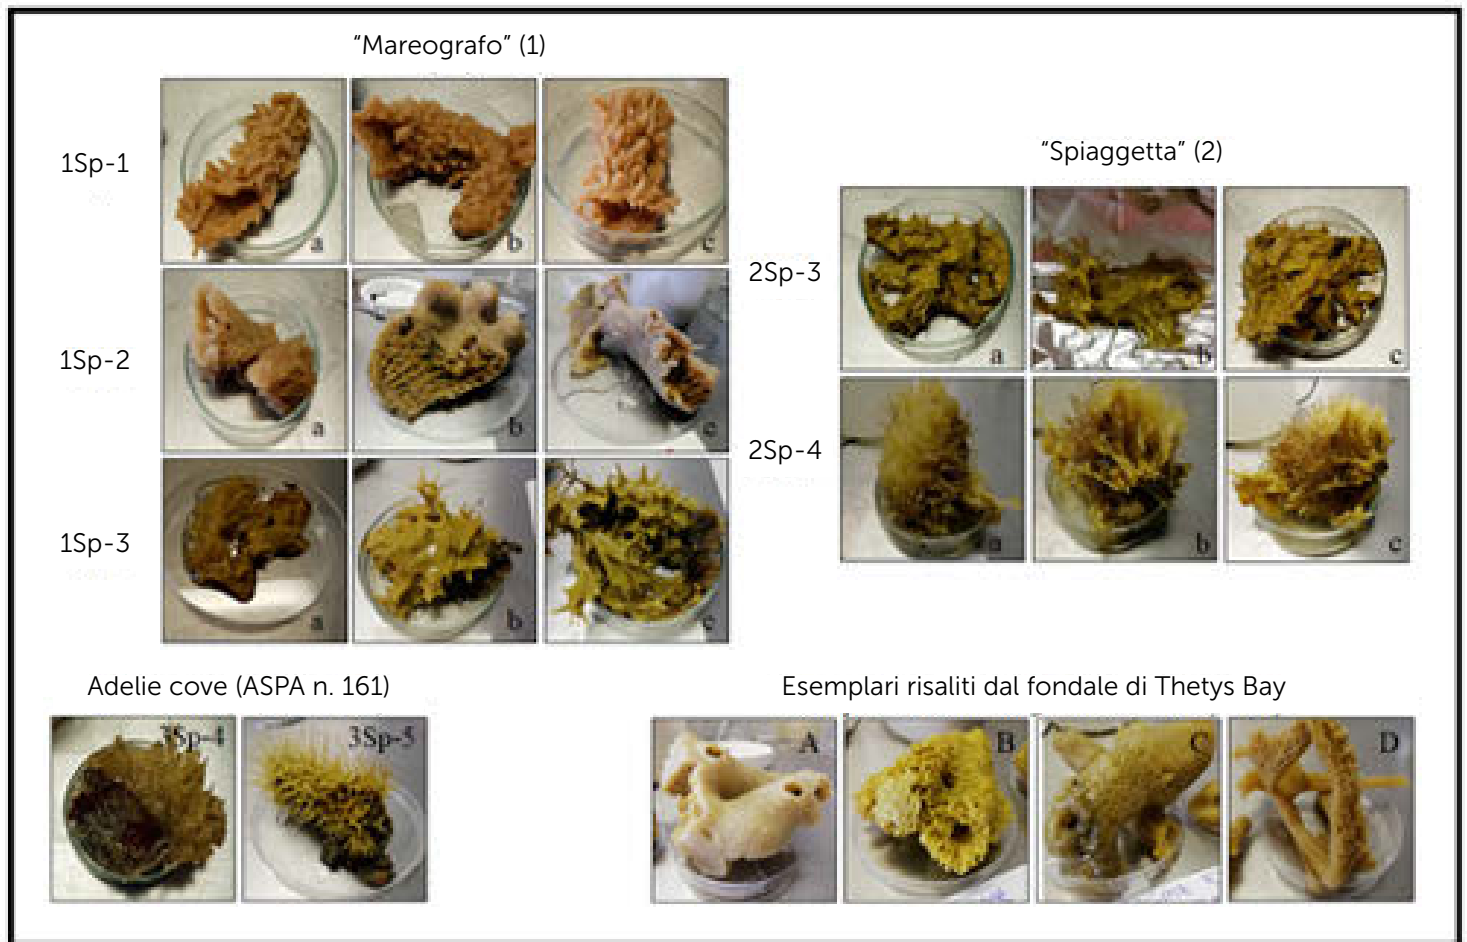 “Mareografo” (1)
1Sp-1
a b c
1Sp-2
a b c
1Sp-3
a b c
“Spiaggetta” (2)
2Sp-3
a b c
2Sp-4
a b c
Adelie cove (ASPA n. 161)
3Sp-4 3Sp-5
Esemplari risaliti dal fondale di Thetys Bay
A B C D